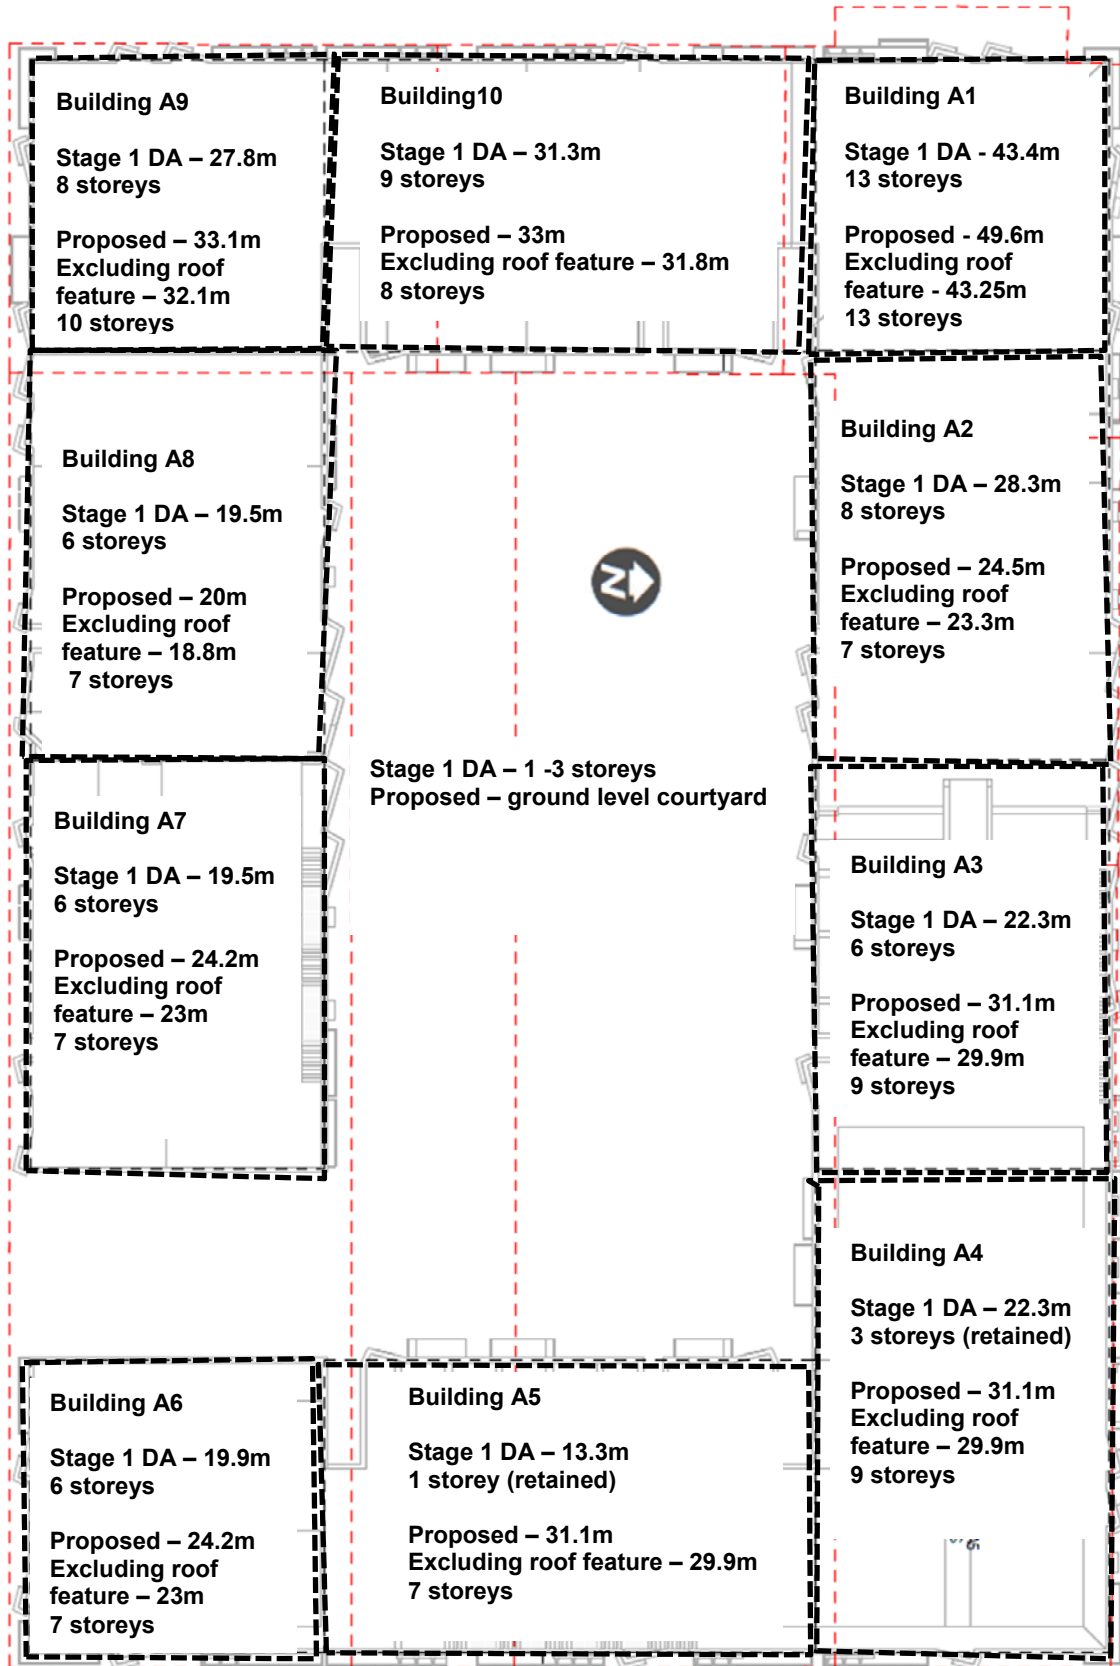 Building A9
Stage 1 DA – 27.8m
8 storeys
Proposed – 33.1m
Excluding roof
feature – 32.1m
10 storeys
Building10
Stage 1 DA – 31.3m
9 storeys
Proposed – 33m
Excluding roof feature – 31.8m
8 storeys
Building A1
Stage 1 DA - 43.4m
13 storeys
Proposed - 49.6m
Excluding roof
feature - 43.25m
13 storeys
Building A8
Stage 1 DA – 19.5m
6 storeys
Proposed – 20m
Excluding roof
feature – 18.8m
7 storeys
N
Building A2
Stage 1 DA – 28.3m
8 storeys
Proposed – 24.5m
Excluding roof
feature – 23.3m
7 storeys
Stage 1 DA – 1 -3 storeys
Proposed – ground level courtyard
Building A7
Stage 1 DA – 19.5m
6 storeys
Proposed – 24.2m
Excluding roof
feature – 23m
7 storeys
Building A3
Stage 1 DA – 22.3m
6 storeys
Proposed – 31.1m
Excluding roof
feature – 29.9m
9 storeys
Building A4
Stage 1 DA – 22.3m
3 storeys (retained)
Proposed – 31.1m
Excluding roof
feature – 29.9m
9 storeys
Building A6
Stage 1 DA – 19.9m
6 storeys
Proposed – 24.2m
Excluding roof
feature – 23m
7 storeys
Building A5
Stage 1 DA – 13.3m
1 storey (retained)
Proposed – 31.1m
Excluding roof feature – 29.9m
7 storeys